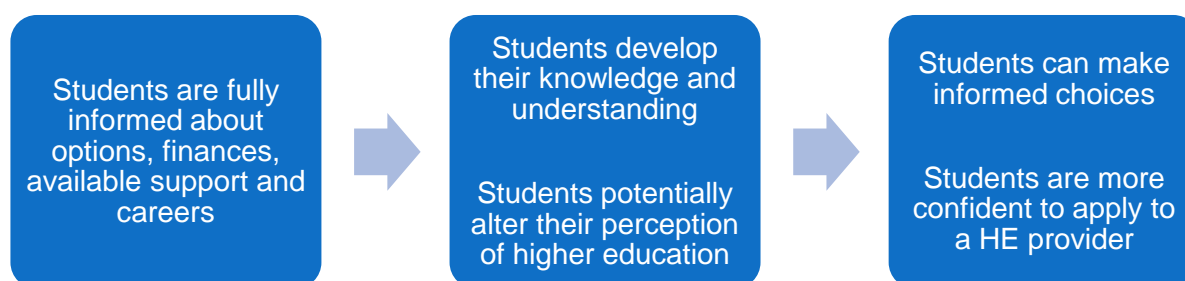 Students are fully
informed about
options, finances,
available support and
careers
Students develop
their knowledge and
understanding
Students potentially
alter their perception
of higher education
Students can make
informed choices
Students are more
confident to apply to
a HE provider